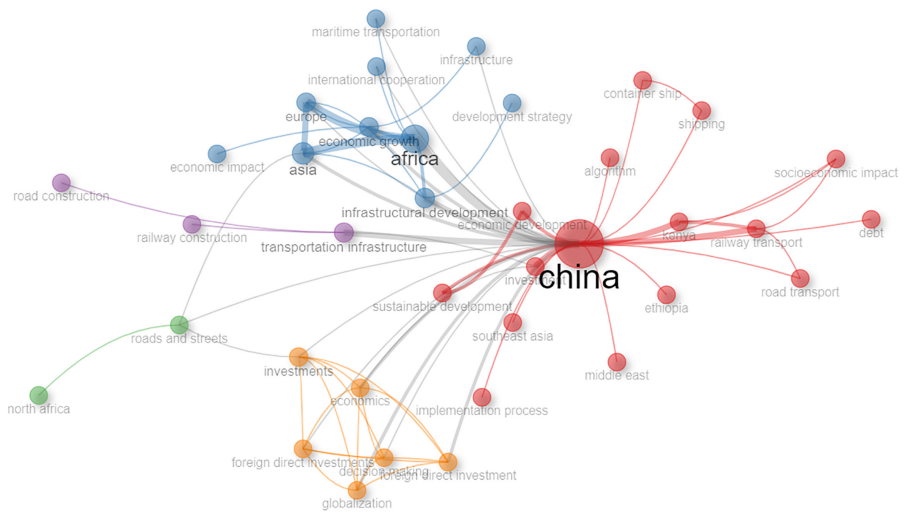 maritime transportation
infrastructure
international cooperation
container ship
development strategy
europe
shipping
economic growth
africa
economic impact
asia
algorithm
socioeconomic impact
road construction
infrastructural development
economic development
railway construction
transportation infrastructure
kenya
railway transport
debt
investment
china
road transport
sustainable development
ethiopia
roads and streets
southeast asia
investments
middle east
economics
north africa
implementation process
foreign direct investments
decision making
foreign direct investment
globalization